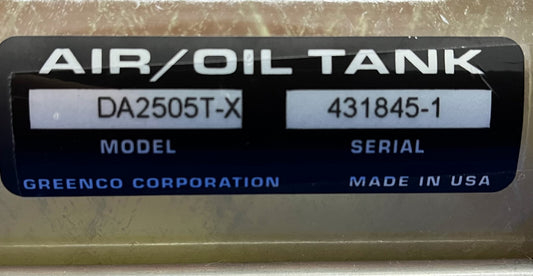 AIR/OIL TANK
DA2505T-X 431845-1
MODEL SERIAL
GREENCO CORPORATION MADE IN USA